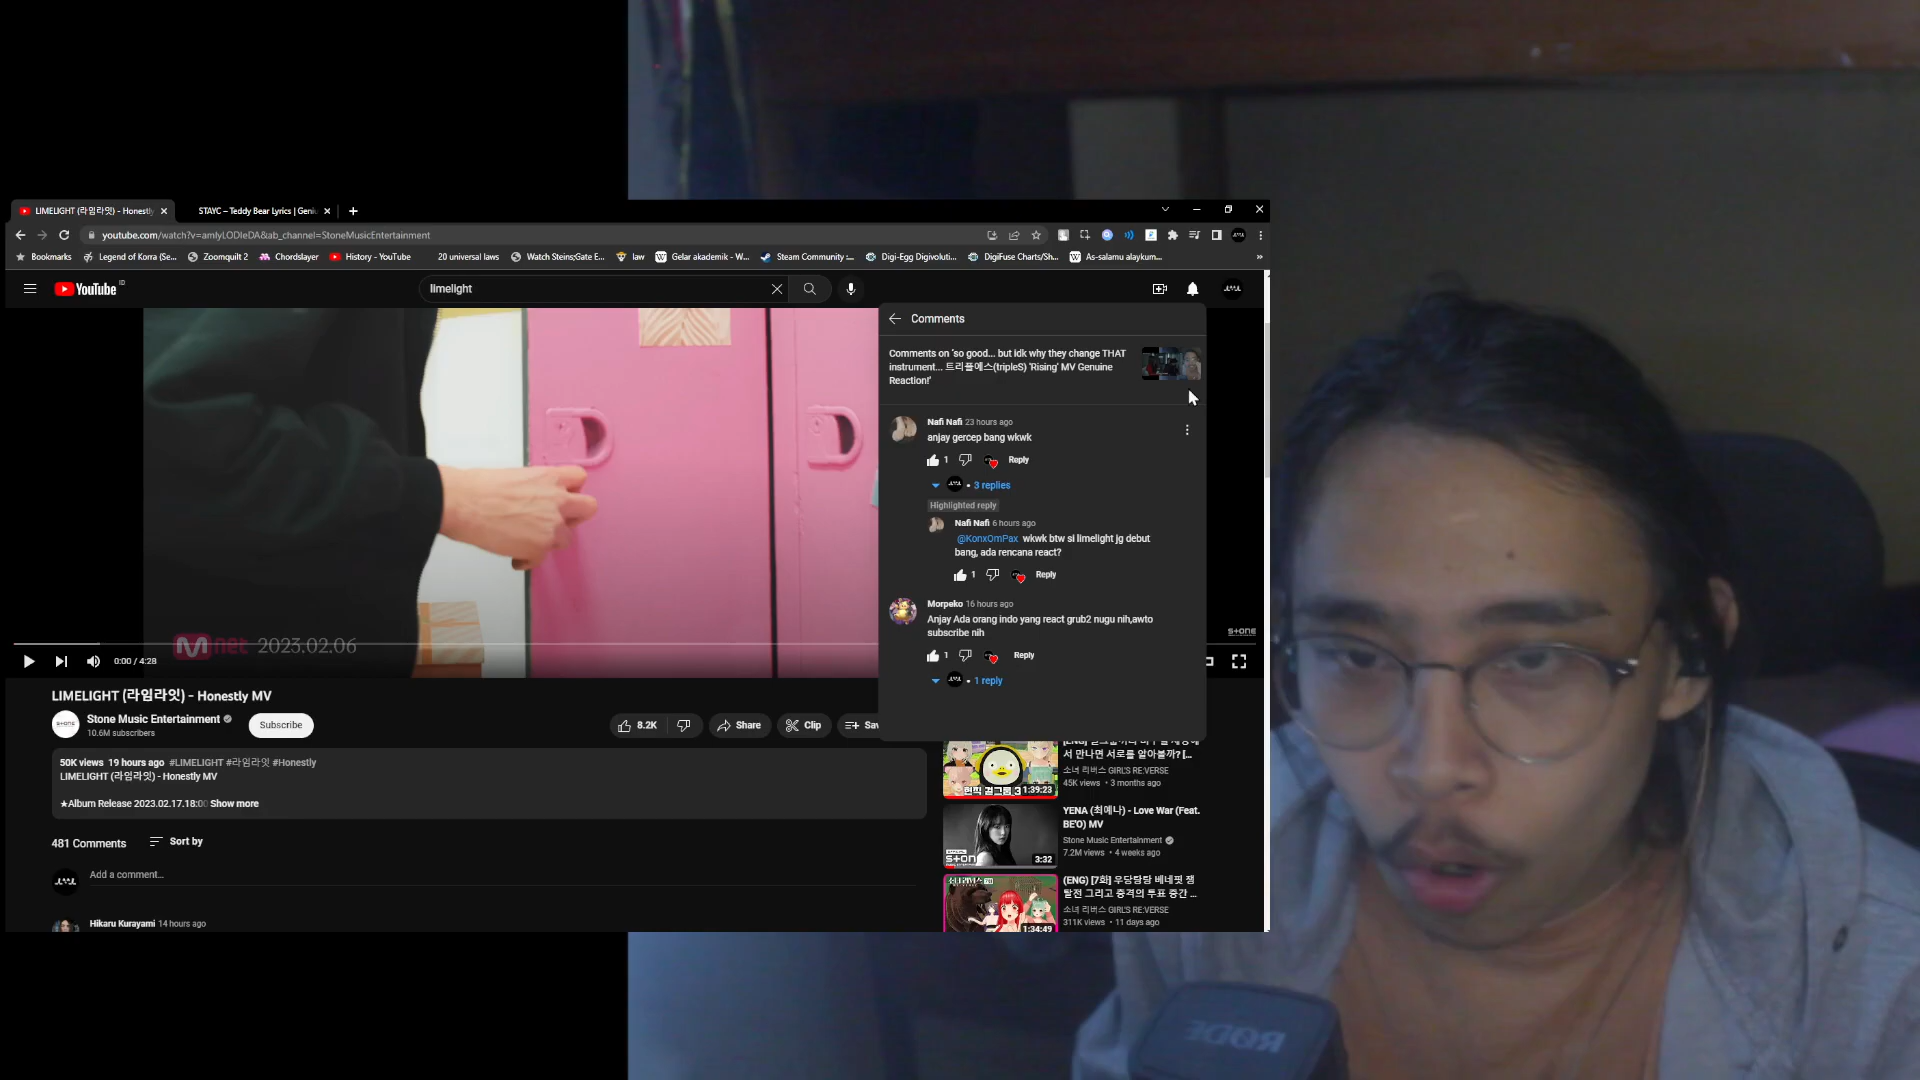 LIMELIGHT (라임라잇) - Honestly
STAYC – Teddy Bear Lyrics | Geni
youtube.com/watch?v=amIyLODIeDA&ab_channel=StoneMusicEntertainment
Bookmarks
Legend of Korra (Se...
Zoomquilt 2
Chordslayer
History - YouTube
20 universal laws
Watch Steins;Gate E...
law
Gelar akademik - W...
Steam Community :...
Digi-Egg Digivoluti...
DigiFuse Charts/Sh...
As-salamu alaykum...
YouTube ID
limelight
Comments
Comments on 'so good... but idk why they change THAT
instrument... 트리플에스(tripleS) 'Rising' MV Genuine
Reaction!'
Nafi Nafi 23 hours ago
anjay gercep bang wkwk
1 Reply
• 3 replies
Highlighted reply
Nafi Nafi 6 hours ago
@KonxOmPax wkwk btw si limelight jg debut
bang, ada rencana react?
1 Reply
Morpeko 16 hours ago
Anjay Ada orang indo yang react grub2 nugu nih,awto
subscribe nih
1 Reply
• 1 reply
Mnet 2023.02.06
STONE
0:00 / 4:28
LIMELIGHT (라임라잇) - Honestly MV
Stone Music Entertainment
10.6M subscribers
Subscribe
8.2K
Share
Clip
Sav
50K views 19 hours ago #LIMELIGHT #라임라잇 #Honestly
LIMELIGHT (라임라잇) - Honestly MV
★Album Release 2023.02.17.18:00 Show more
481 Comments
Sort by
Add a comment...
Hikaru Kurayami 14 hours ago
서 만나면 서로를 알아볼까? [...
소녀 리버스 GIRL'S RE:VERSE
45K views • 3 months ago
1:39:23
YENA (최예나) - Love War (Feat.
BE'O) MV
Stone Music Entertainment
7.2M views • 4 weeks ago
STONE
3:32
(ENG) [7화] 우당탕탕 베네핏 쟁
탈전 그리고 충격의 투표 중간 ...
소녀 리버스 GIRL'S RE:VERSE
311K views • 11 days ago
1:34:49
RØDE